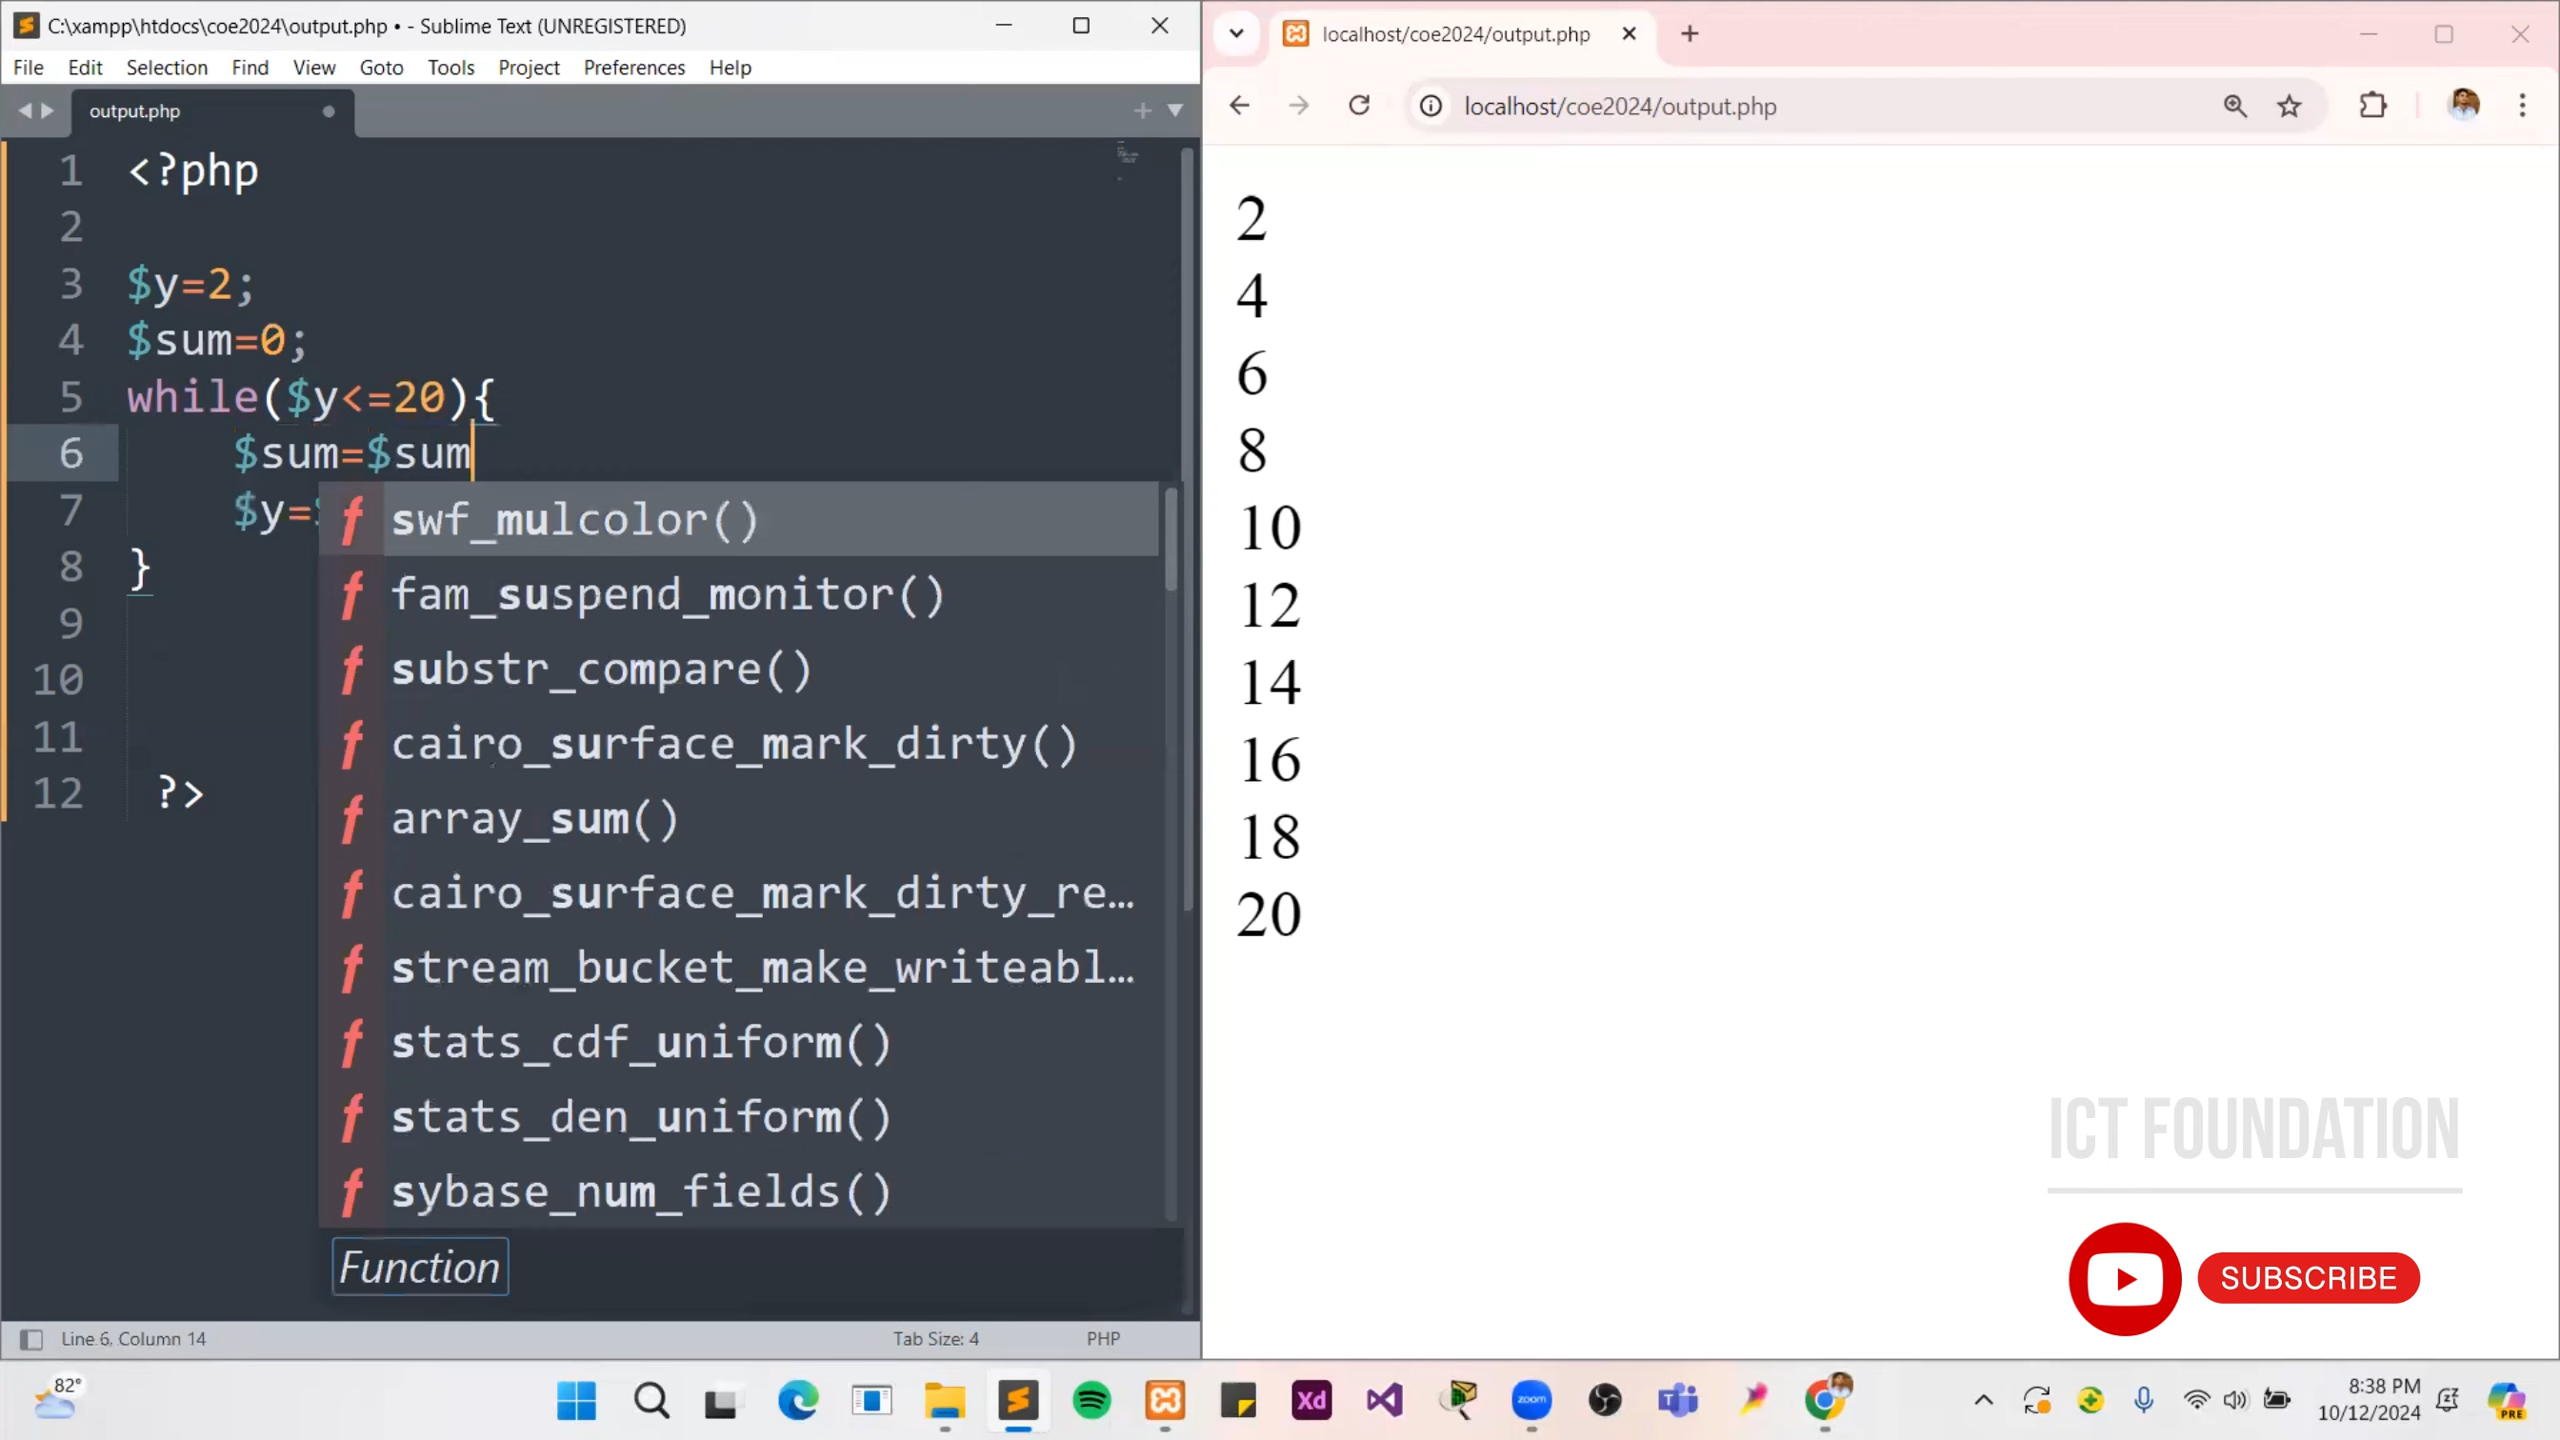 C:\xampp\htdocs\coe2024\output.php • - Sublime Text (UNREGISTERED)
File Edit Selection Find View Goto Tools Project Preferences Help
output.php
1 <?php
2
3 $y=2;
4 $sum=0;
5 while($y<=20){
6 $sum=$sum
7 $y=
8 }
9
10
11
12 ?>
f swf_mulcolor()
f fam_suspend_monitor()
f substr_compare()
f cairo_surface_mark_dirty()
f array_sum()
f cairo_surface_mark_dirty_re…
f stream_bucket_make_writeabl…
f stats_cdf_uniform()
f stats_den_uniform()
f sybase_num_fields()
Function
Line 6, Column 14 Tab Size: 4 PHP
localhost/coe2024/output.php
localhost/coe2024/output.php
2
4
6
8
10
12
14
16
18
20
ICT FOUNDATION
SUBSCRIBE
82°
Xd
zoom
8:38 PM
10/12/2024
PRE